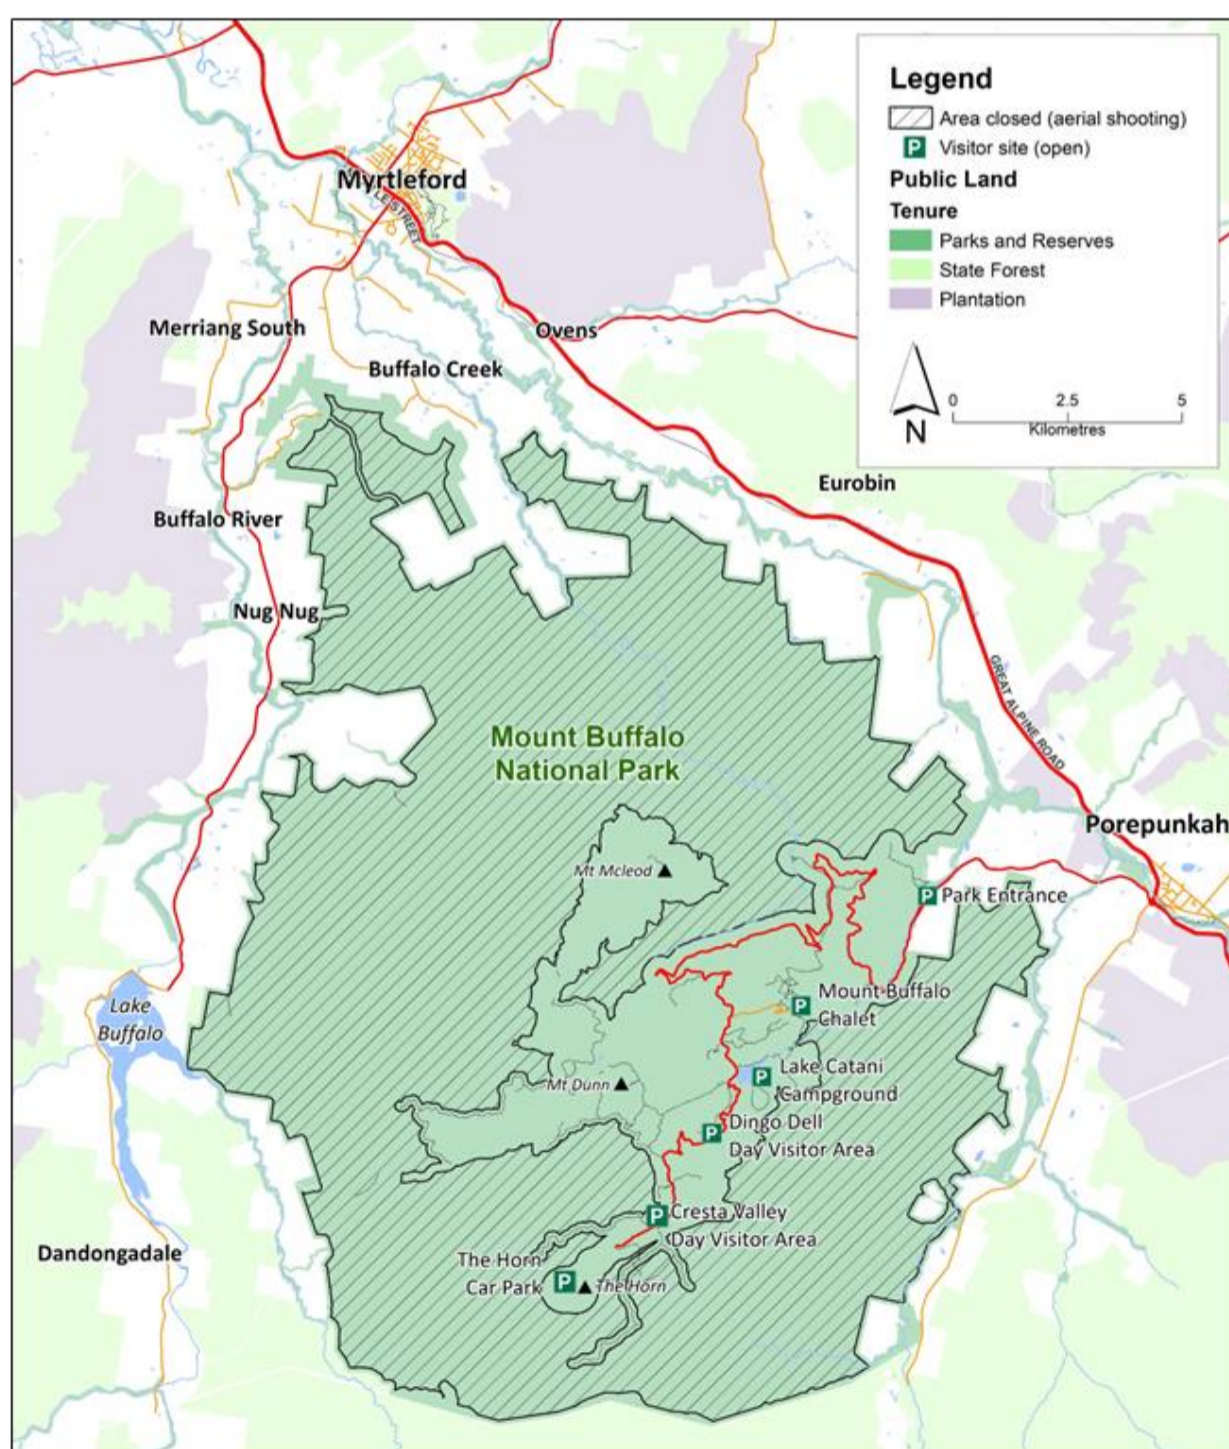 Legend
Area closed (aerial shooting)
P
Visitor site (open)
Public Land
Tenure
Parks and Reserves
State Forest
Plantation
N
0
2.5
5
Kilometres
Myrtleford
LE STREET
Merriang South
Ovens
Buffalo Creek
Eurobin
Buffalo River
Nug Nug
GREAT ALPINE ROAD
Mount Buffalo
National Park
Porepunkah
Mt Mcleod
P
Park Entrance
Lake
Buffalo
P
Mount Buffalo
Chalet
Mt Dunn
P
Lake Catani
Campground
P
Dingo Dell
Day Visitor Area
P
Cresta Valley
Day Visitor Area
Dandongadale
The Horn
Car Park
P
The Horn